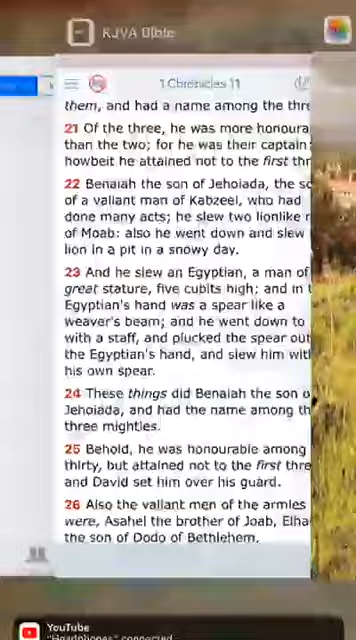 KJVA Bible
1 Chronicles 11
them, and had a name among the thre
21 Of the three, he was more honoura
than the two; for he was their captain:
howbeit he attained not to the first thr
22 Benaiah the son of Jehoiada, the so
of a valiant man of Kabzeel, who had
done many acts; he slew two lionlike r
of Moab: also he went down and slew
lion in a pit in a snowy day.
23 And he slew an Egyptian, a man of
great stature, five cubits high; and in t
Egyptian's hand was a spear like a
weaver's beam; and he went down to
with a staff, and plucked the spear out
the Egyptian's hand, and slew him witl
his own spear.
24 These things did Benaiah the son o
Jehoiada, and had the name among th
three mighties.
25 Behold, he was honourable among
thirty, but attained not to the first thre
and David set him over his guard.
26 Also the valiant men of the armies
were, Asahel the brother of Joab, Elha
the son of Dodo of Bethlehem,
YouTube
"Headphones" connected